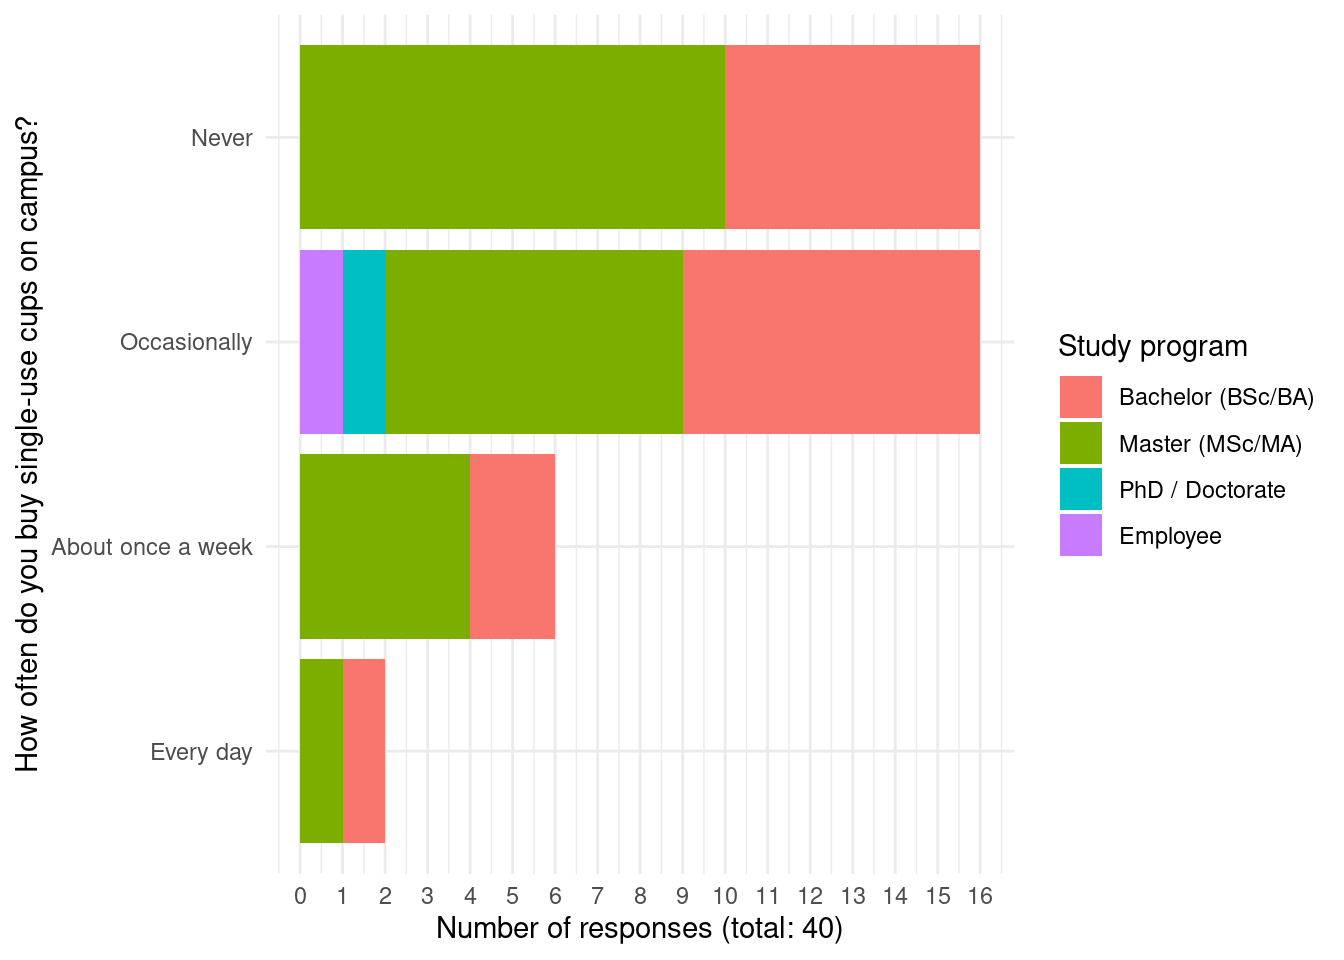 How often do you buy single-use cups on campus?
Never
Occasionally
About once a week
Every day
0 1 2 3 4 5 6 7 8 9 10 11 12 13 14 15 16
Number of responses (total: 40)
Study program
Bachelor (BSc/BA)
Master (MSc/MA)
PhD / Doctorate
Employee